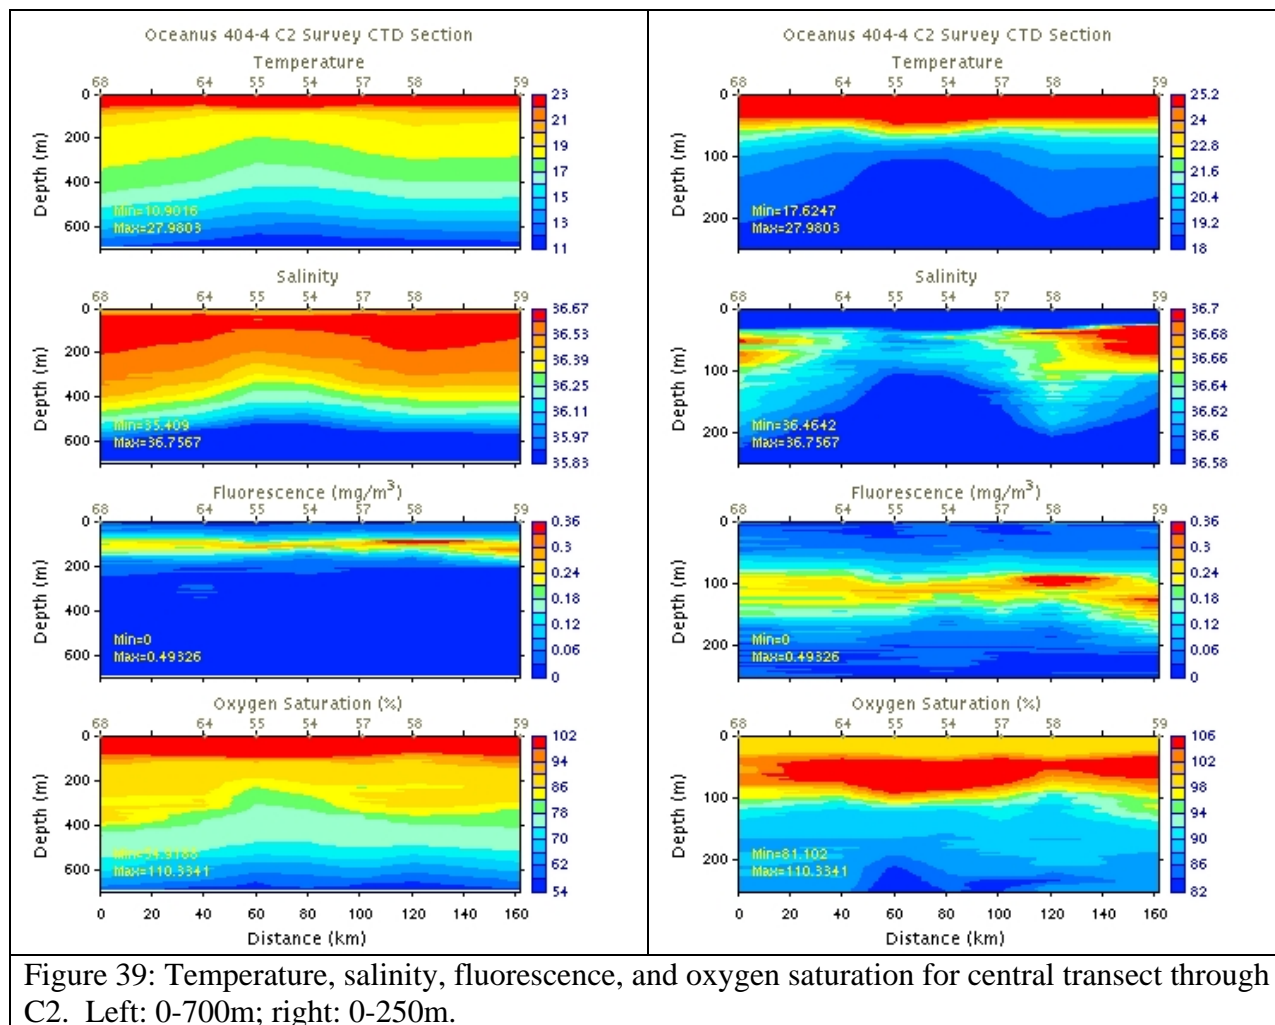 Oceanus 404-4 C2 Survey CTD Section
Temperature
68 64 55 54 57 58 59
0
200
400
600
Depth (m)
Min=10.9016
Max=27.9803
23
21
19
17
15
13
11
Salinity
68 64 55 54 57 58 59
0
200
400
600
Depth (m)
Min=35.409
Max=36.7567
36.67
36.53
36.39
36.25
36.11
35.97
35.83
Fluorescence (mg/m³)
68 64 55 54 57 58 59
0
200
400
600
Depth (m)
Min=0
Max=0.49326
0.36
0.3
0.24
0.18
0.12
0.06
0
Oxygen Saturation (%)
68 64 55 54 57 58 59
0
200
400
600
Depth (m)
Max=110.3341
102
94
86
78
70
62
54
0 20 40 60 80 100 120 140 160
Distance (km)
Oceanus 404-4 C2 Survey CTD Section
Temperature
68 64 55 54 57 58 59
0
100
200
Depth (m)
Min=17.6247
Max=27.9803
25.2
24
22.8
21.6
20.4
19.2
18
Salinity
68 64 55 54 57 58 59
0
100
200
Depth (m)
Min=36.4642
Max=36.7567
36.7
36.68
36.66
36.64
36.62
36.6
36.58
Fluorescence (mg/m³)
68 64 55 54 57 58 59
0
100
200
Depth (m)
Min=0
Max=0.49326
0.36
0.3
0.24
0.18
0.12
0.06
0
Oxygen Saturation (%)
68 64 55 54 57 58 59
0
100
200
Depth (m)
Min=81.102
Max=110.3341
106
102
98
94
90
86
82
0 20 40 60 80 100 120 140 160
Distance (km)
Figure 39: Temperature, salinity, fluorescence, and oxygen saturation for central transect through
C2. Left: 0-700m; right: 0-250m.